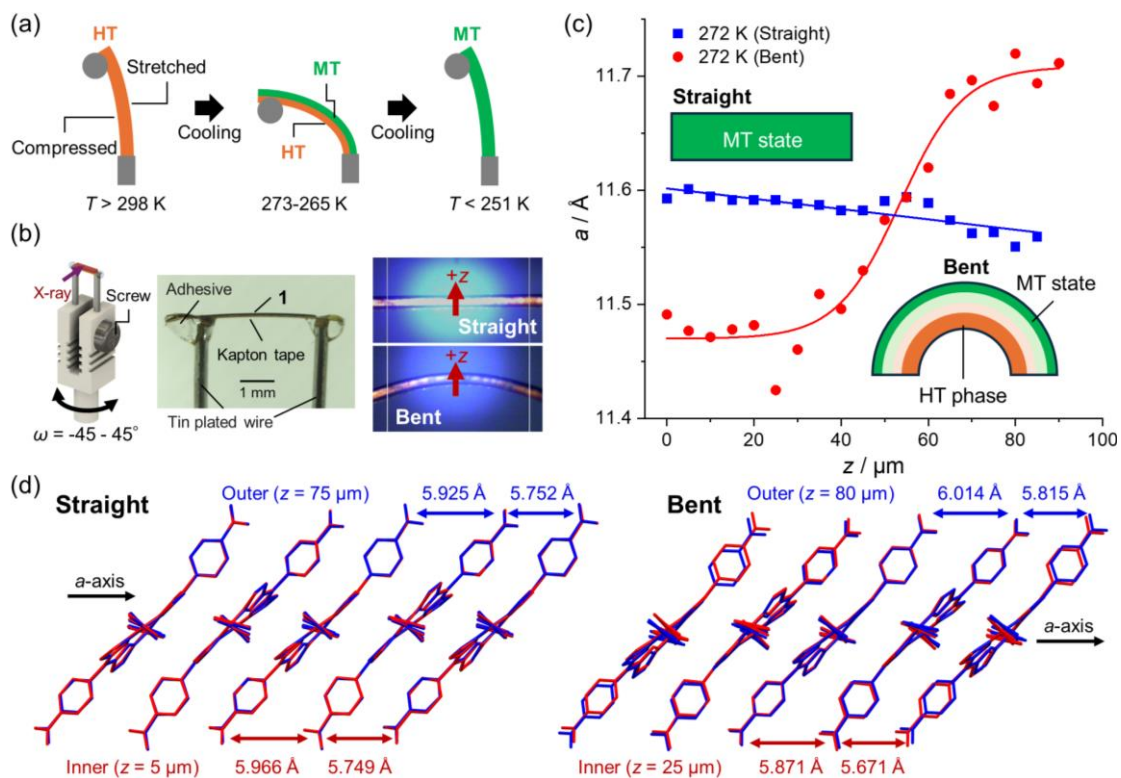 (a)
HT
Stretched
Compressed
T > 298 K
Cooling
MT
HT
273-265 K
Cooling
MT
T < 251 K
(b)
X-ray
Screw
ω = -45 - 45°
Adhesive
1
Kapton tape
1 mm
Tin plated wire
+z
Straight
+z
Bent
(c)
272 K (Straight)
272 K (Bent)
Straight
MT state
Bent
MT state
HT phase
a / Å
11.7
11.6
11.5
11.4
0 20 40 60 80 100
z / μm
(d)
Straight
Outer (z = 75 μm)
5.925 Å 5.752 Å
a-axis
Inner (z = 5 μm)
5.966 Å 5.749 Å
Bent
Outer (z = 80 μm)
6.014 Å 5.815 Å
a-axis
Inner (z = 25 μm)
5.871 Å 5.671 Å